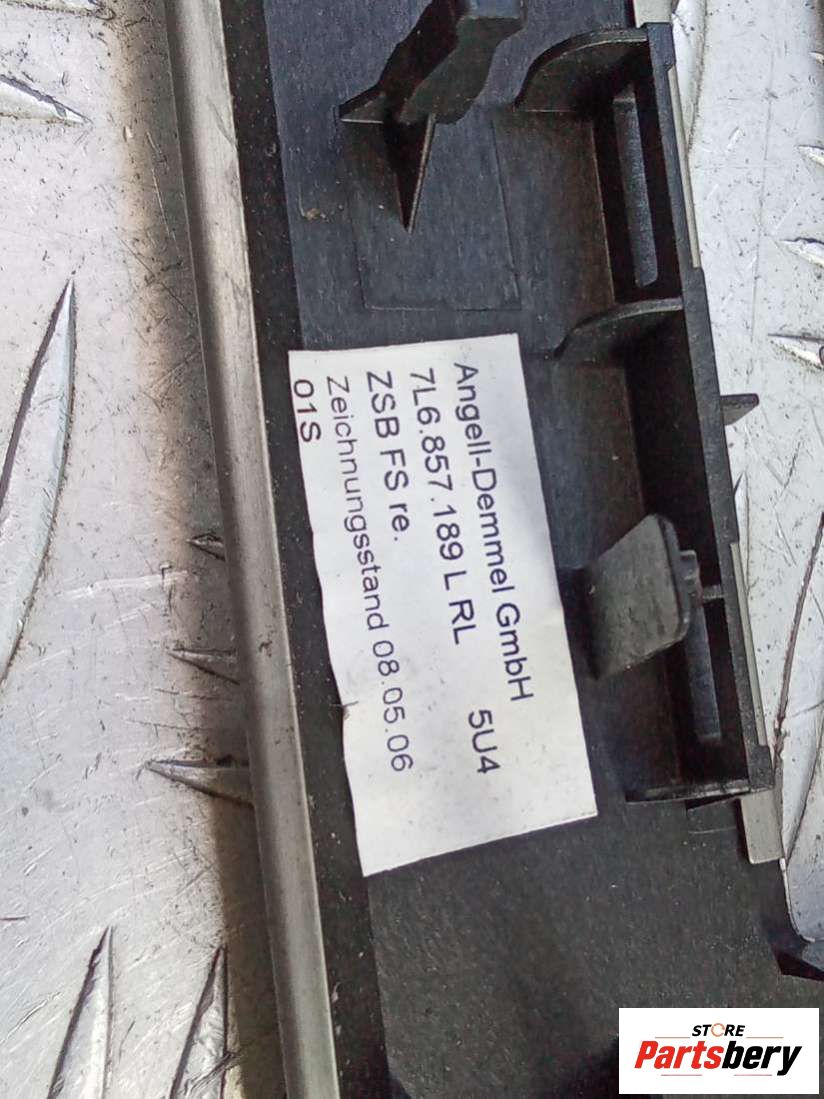 Angell-Demmel GmbH
7L6.857.189 L RL 5U4
ZSB FS re.
Zeichnungsstand 08.05.06
01S
STORE
Partsbery